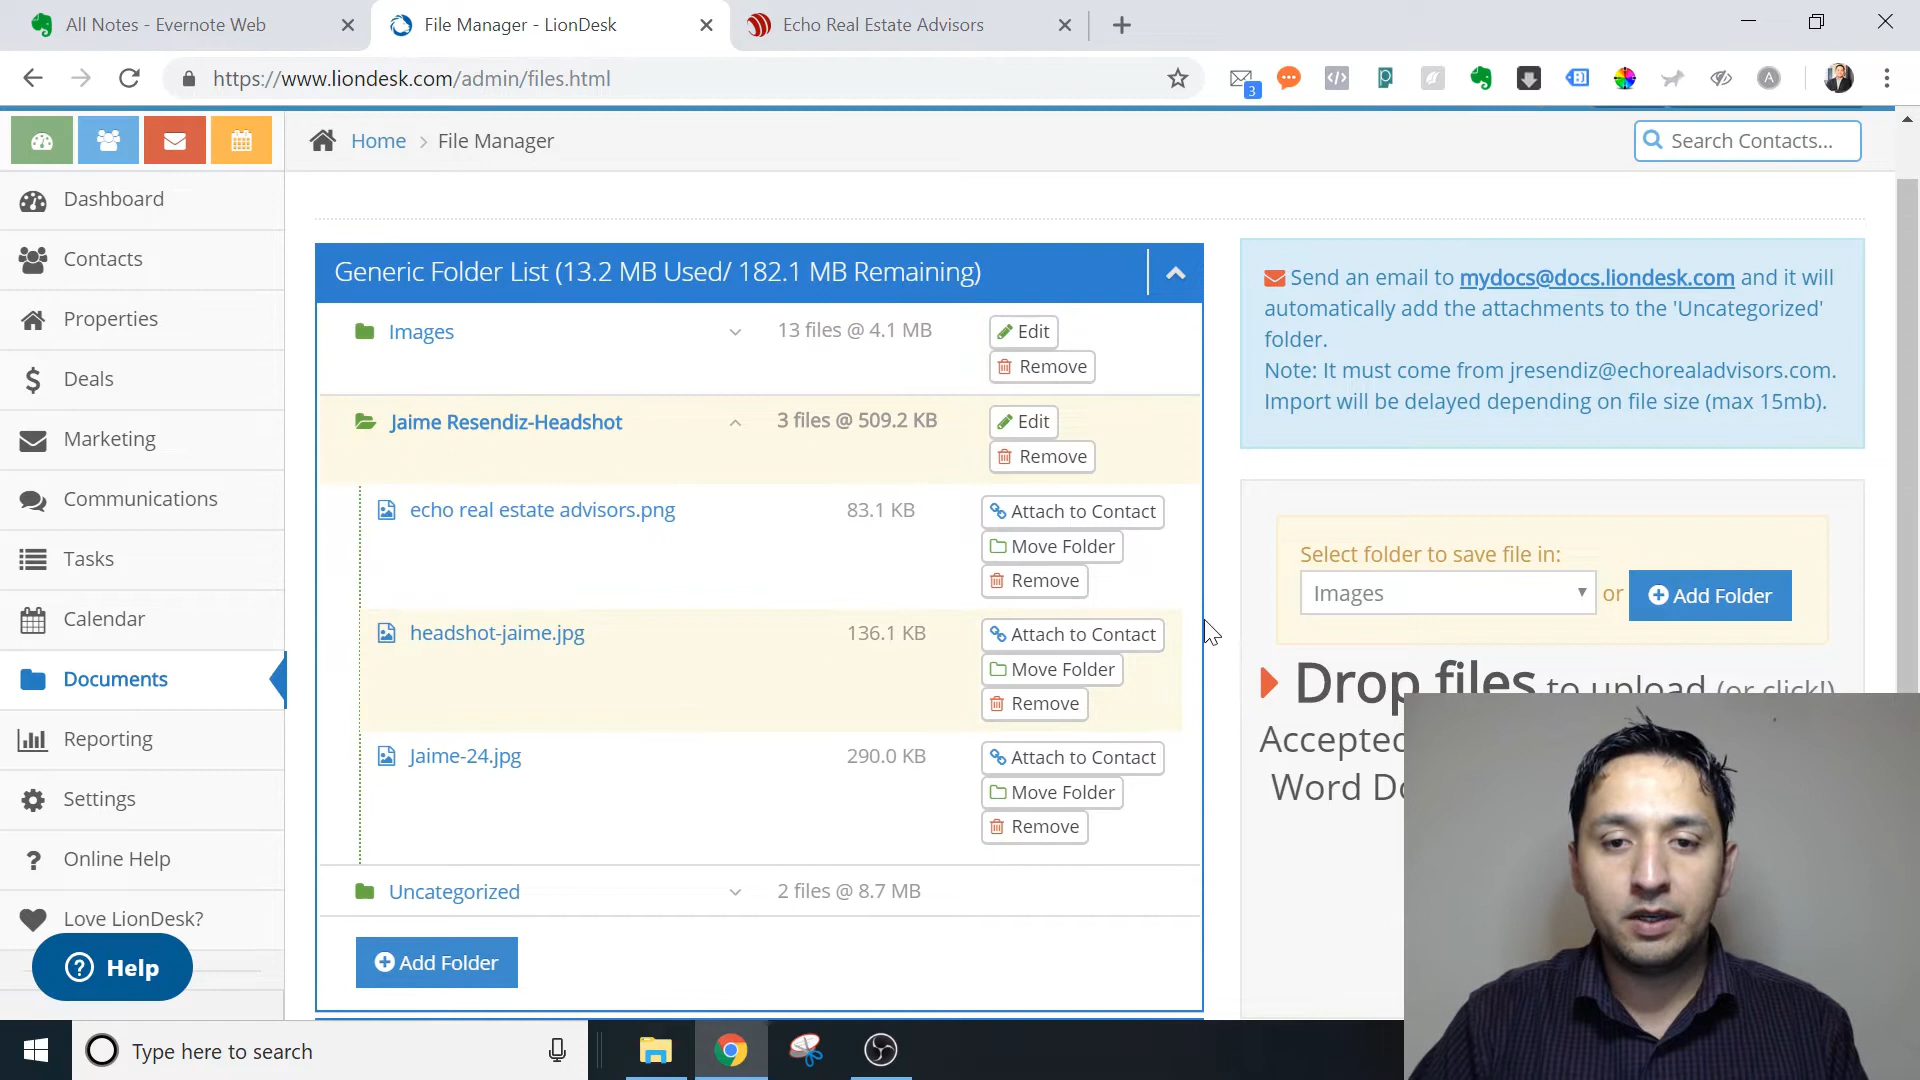 All Notes - Evernote Web
File Manager - LionDesk
Echo Real Estate Advisors
https://www.liondesk.com/admin/files.html
3
A
Home > File Manager
Search Contacts...
Dashboard
Contacts
Properties
Deals
Marketing
Communications
Tasks
Calendar
Documents
Reporting
Settings
Online Help
Love LionDesk?
Help
Generic Folder List (13.2 MB Used/ 182.1 MB Remaining)
Images 13 files @ 4.1 MB Edit
Remove
Jaime Resendiz-Headshot 3 files @ 509.2 KB Edit
Remove
echo real estate advisors.png 83.1 KB Attach to Contact
Move Folder
Remove
headshot-jaime.jpg 136.1 KB Attach to Contact
Move Folder
Remove
Jaime-24.jpg 290.0 KB Attach to Contact
Move Folder
Remove
Uncategorized 2 files @ 8.7 MB
Add Folder
Send an email to mydocs@docs.liondesk.com and it will
automatically add the attachments to the 'Uncategorized'
folder.
Note: It must come from jresendiz@echorealadvisors.com.
Import will be delayed depending on file size (max 15mb).
Select folder to save file in:
Images or Add Folder
Drop files to upload (or click!)
Accepted
Word
Type here to search